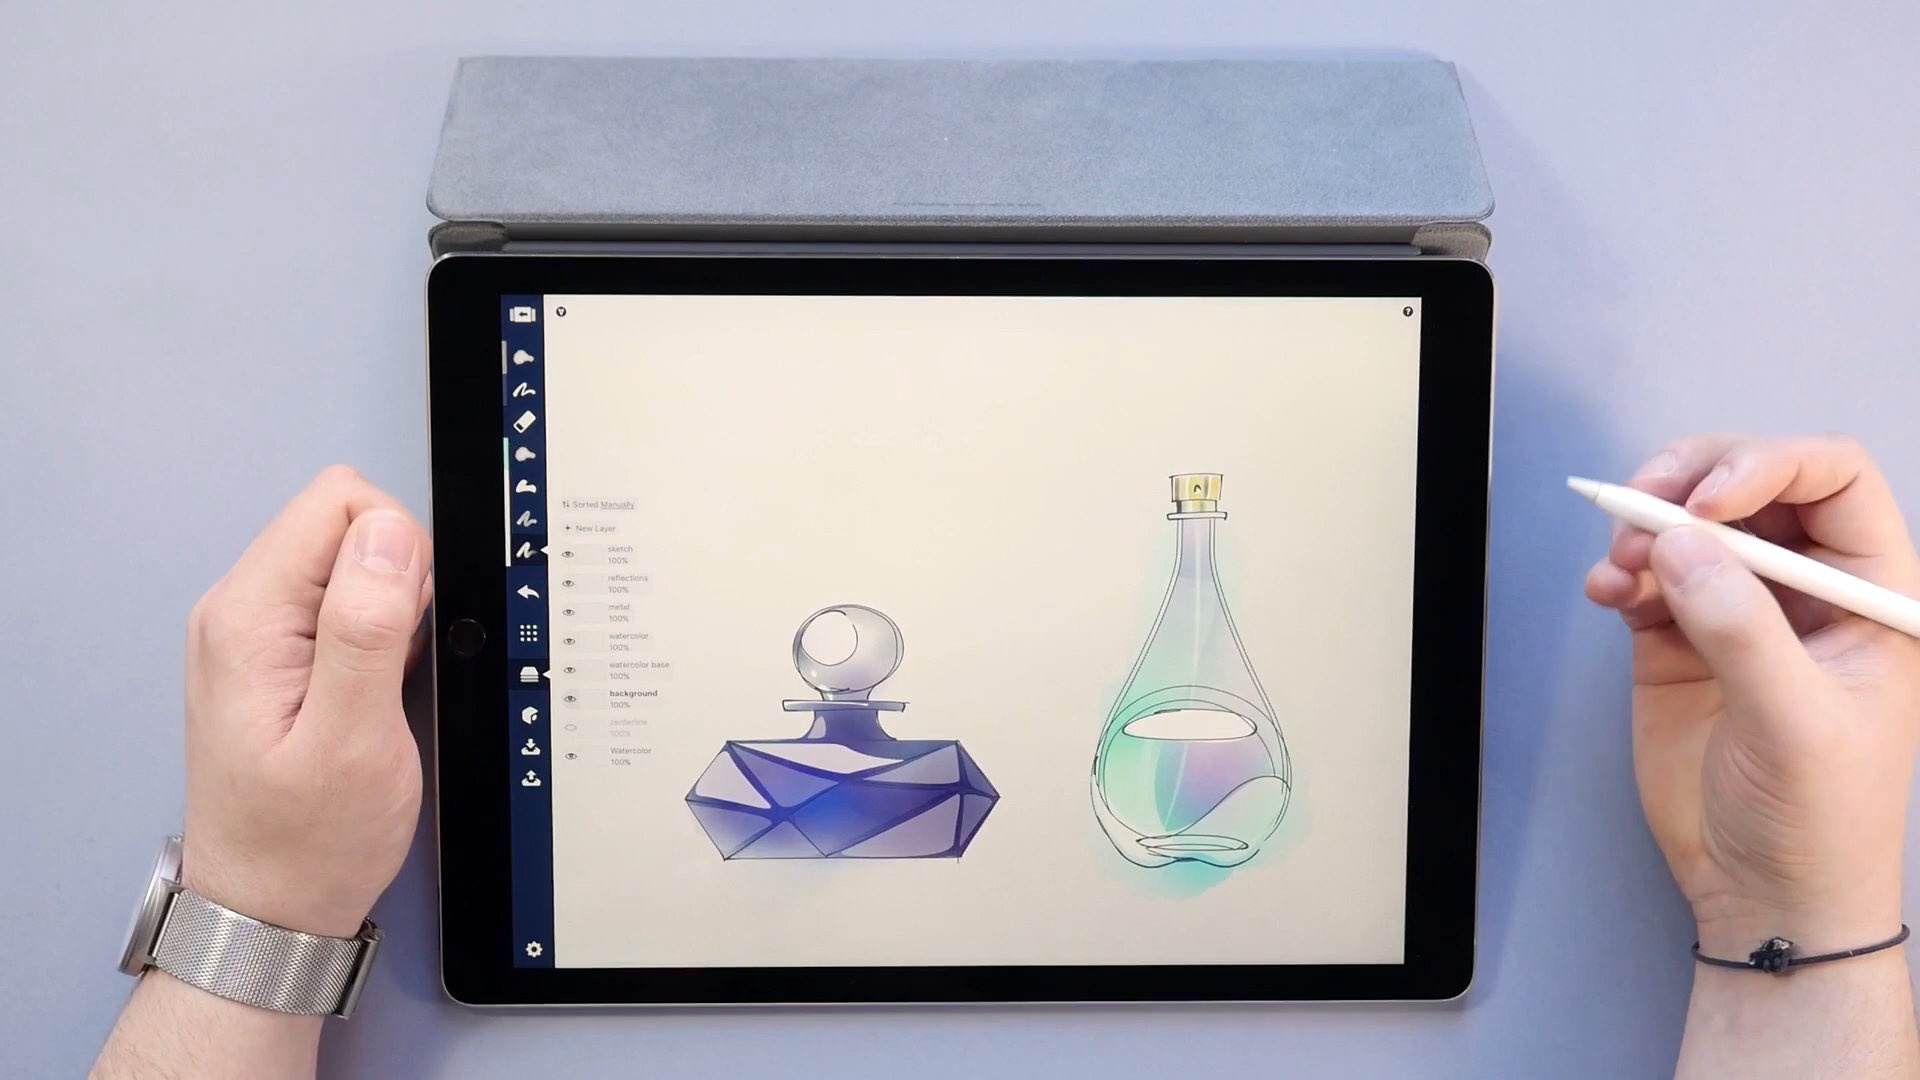 ?
Sorted Manually
+ New Layer
sketch
100%
reflections
100%
metal
100%
watercolor
100%
watercolor base
100%
background
100%
centerline
100%
Watercolor
100%